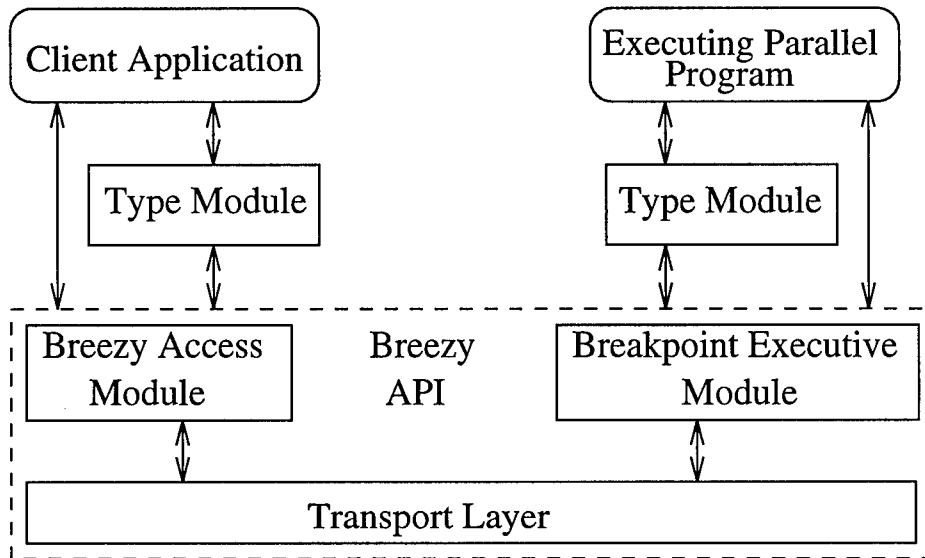 Client Application
Executing Parallel
Program
Type Module
Type Module
Breezy Access
Module
Breezy
API
Breakpoint Executive
Module
Transport Layer